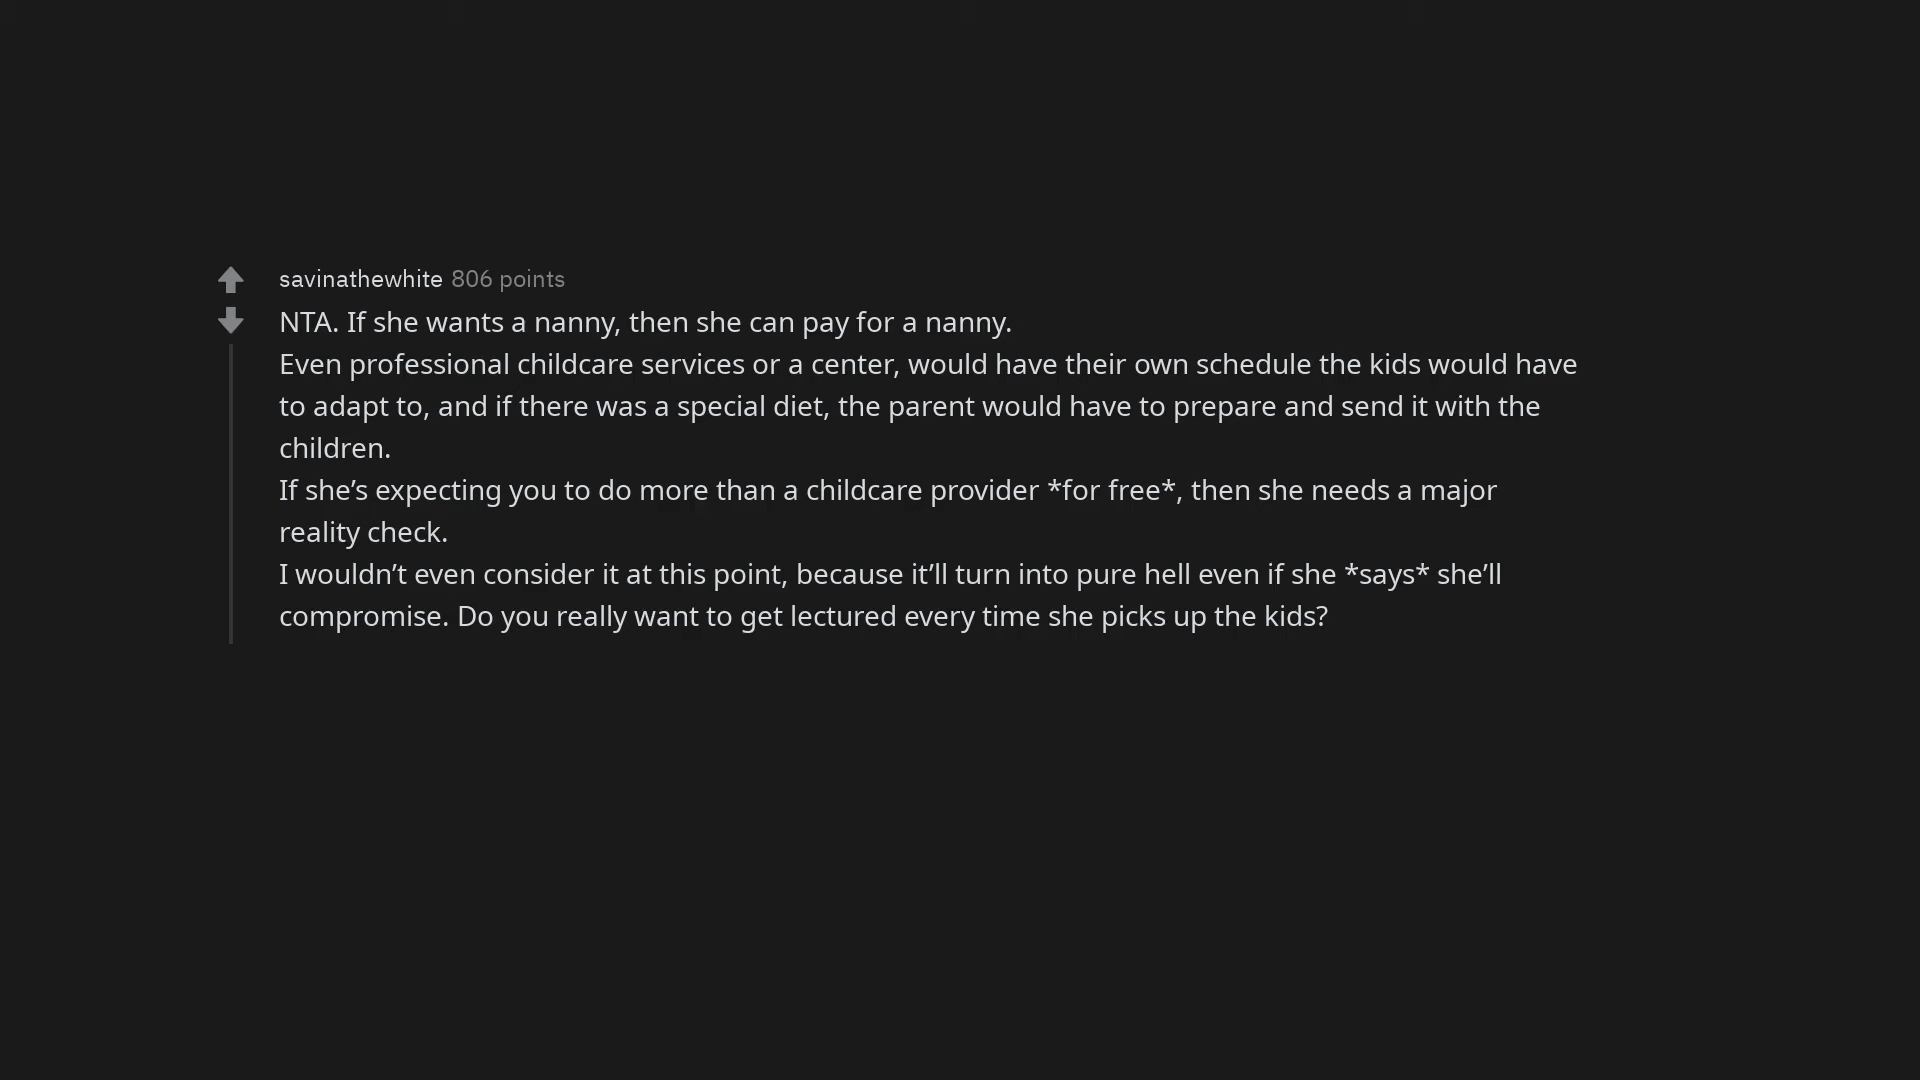 savinathewhite 806 points
NTA. If she wants a nanny, then she can pay for a nanny.
Even professional childcare services or a center, would have their own schedule the kids would have
to adapt to, and if there was a special diet, the parent would have to prepare and send it with the
children.
If she’s expecting you to do more than a childcare provider *for free*, then she needs a major
reality check.
I wouldn’t even consider it at this point, because it’ll turn into pure hell even if she *says* she’ll
compromise. Do you really want to get lectured every time she picks up the kids?